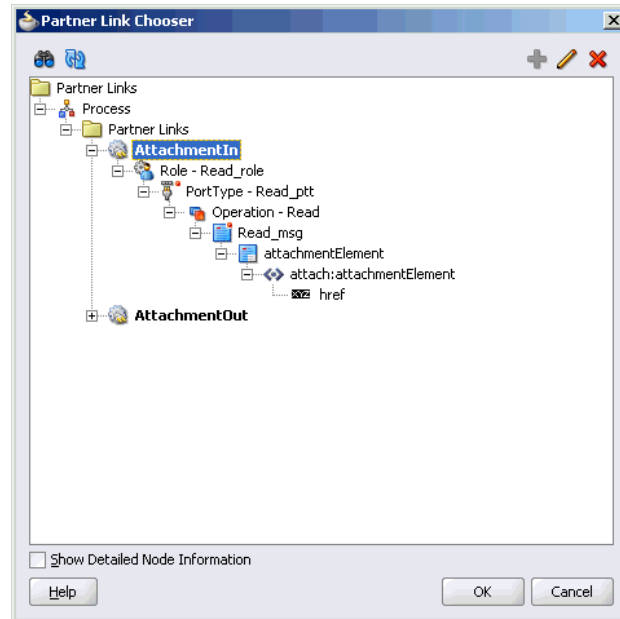 Partner Link Chooser
Partner Links
Process
Partner Links
AttachmentIn
Role - Read_role
PortType - Read_ptt
Operation - Read
Read_msg
attachmentElement
attach:attachmentElement
XYZ href
AttachmentOut
Show Detailed Node Information
Help OK Cancel